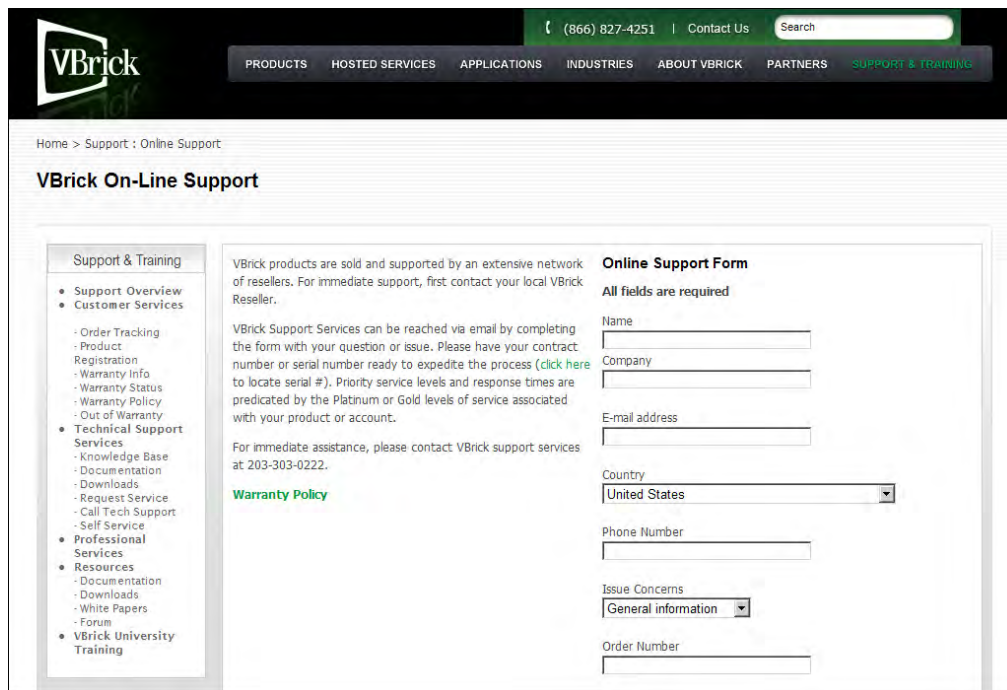 (866) 827-4251 | Contact Us Search
VBrick
PRODUCTS HOSTED SERVICES APPLICATIONS INDUSTRIES ABOUT VBRICK PARTNERS SUPPORT & TRAINING
Home > Support : Online Support
VBrick On-Line Support
Support & Training
• Support Overview
• Customer Services
- Order Tracking
- Product
Registration
- Warranty Info
- Warranty Status
- Warranty Policy
- Out of Warranty
• Technical Support
Services
- Knowledge Base
- Documentation
- Downloads
- Request Service
- Call Tech Support
- Self Service
• Professional
Services
• Resources
- Documentation
- Downloads
- White Papers
- Forum
• VBrick University
Training
VBrick products are sold and supported by an extensive network
of resellers. For immediate support, first contact your local VBrick
Reseller.
VBrick Support Services can be reached via email by completing
the form with your question or issue. Please have your contract
number or serial number ready to expedite the process (click here
to locate serial #). Priority service levels and response times are
predicated by the Platinum or Gold levels of service associated
with your product or account.
For immediate assistance, please contact VBrick support services
at 203-303-0222.
Warranty Policy
Online Support Form
All fields are required
Name
Company
E-mail address
Country
United States
Phone Number
Issue Concerns
General information
Order Number